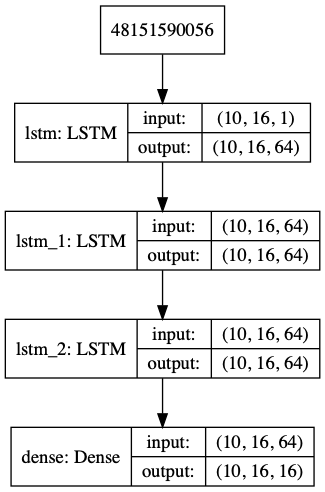 48151590056
lstm: LSTM
input: (10, 16, 1)
output: (10, 16, 64)
lstm_1: LSTM
input: (10, 16, 64)
output: (10, 16, 64)
lstm_2: LSTM
input: (10, 16, 64)
output: (10, 16, 64)
dense: Dense
input: (10, 16, 64)
output: (10, 16, 16)